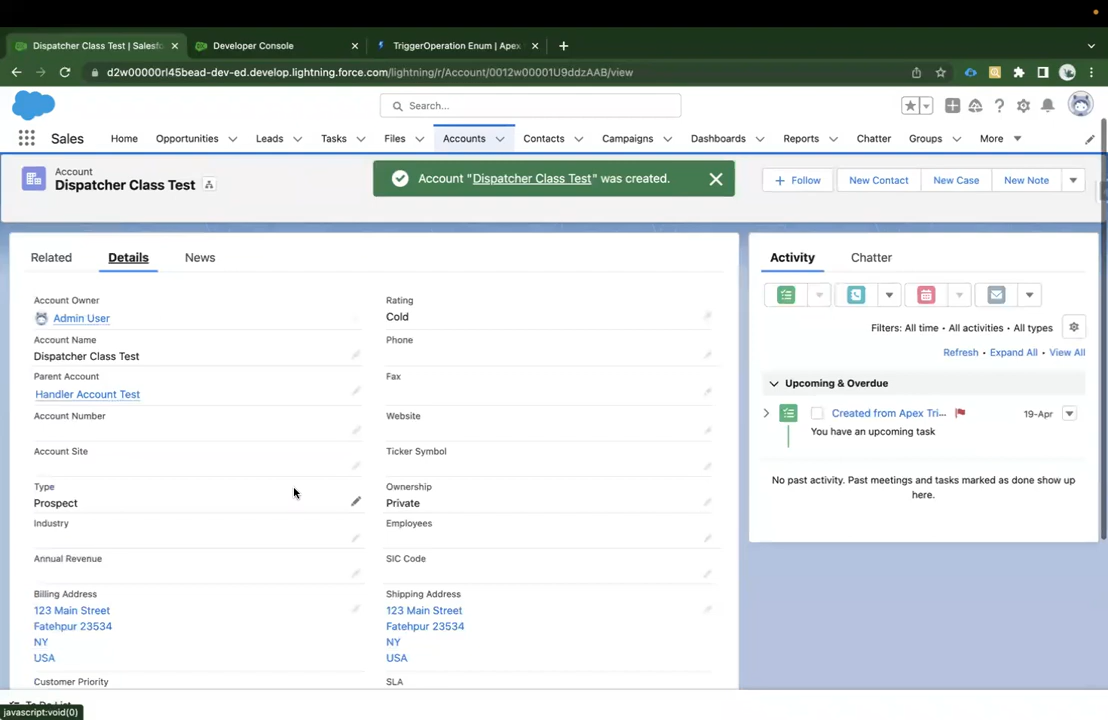 Dispatcher Class Test | Salesfo
Developer Console
TriggerOperation Enum | Apex
d2w00000rl45bead-dev-ed.develop.lightning.force.com/lightning/r/Account/0012w00001U9ddzAAB/view
Search...
Sales
Home
Opportunities
Leads
Tasks
Files
Accounts
Contacts
Campaigns
Dashboards
Reports
Chatter
Groups
More
Account
Dispatcher Class Test
Account "Dispatcher Class Test" was created.
+ Follow
New Contact
New Case
New Note
Related
Details
News
Account Owner
Admin User
Rating
Cold
Account Name
Dispatcher Class Test
Phone
Parent Account
Handler Account Test
Fax
Account Number
Website
Account Site
Ticker Symbol
Type
Prospect
Ownership
Private
Industry
Employees
Annual Revenue
SIC Code
Billing Address
123 Main Street
Fatehpur 23534
NY
USA
Shipping Address
123 Main Street
Fatehpur 23534
NY
USA
Customer Priority
SLA
Activity
Chatter
Filters: All time • All activities • All types
Refresh • Expand All • View All
Upcoming & Overdue
Created from Apex Tri...
19-Apr
You have an upcoming task
No past activity. Past meetings and tasks marked as done show up
here.
To Do List
javascript:void(0)